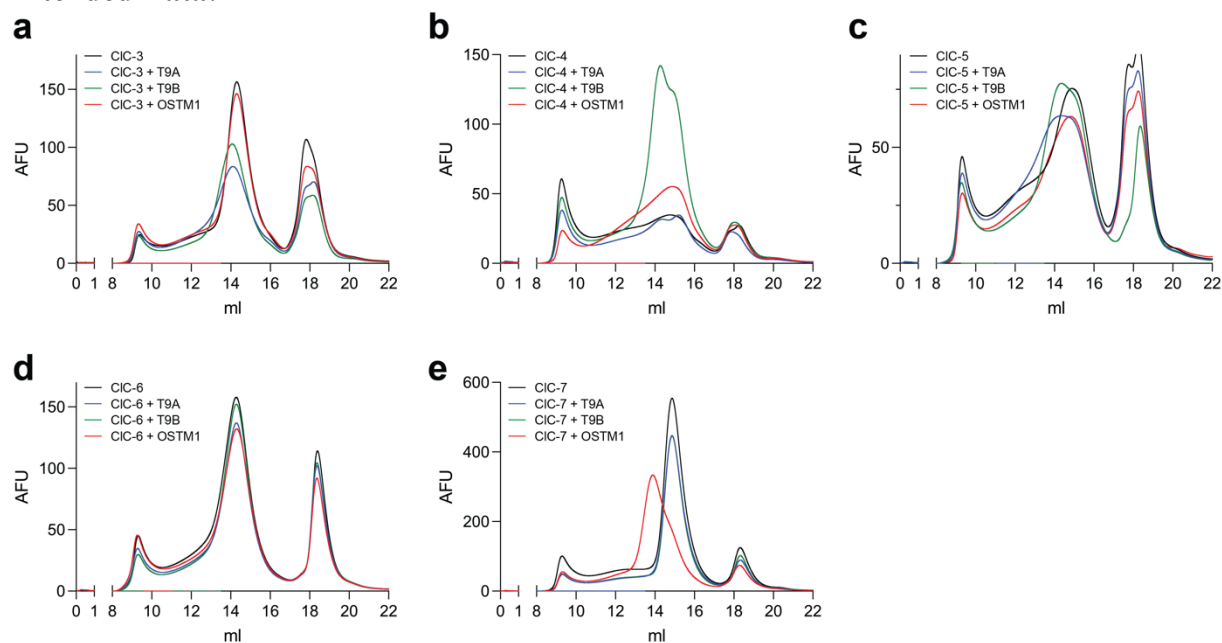 a
ClC-3
ClC-3 + T9A
ClC-3 + T9B
ClC-3 + OSTM1
AFU
150
100
50
0
0 1 8 10 12 14 16 18 20 22
ml
b
ClC-4
ClC-4 + T9A
ClC-4 + T9B
ClC-4 + OSTM1
AFU
150
100
50
0
0 1 8 10 12 14 16 18 20 22
ml
c
ClC-5
ClC-5 + T9A
ClC-5 + T9B
ClC-5 + OSTM1
AFU
50
0 1 8 10 12 14 16 18 20 22
ml
d
ClC-6
ClC-6 + T9A
ClC-6 + T9B
ClC-6 + OSTM1
AFU
150
100
50
0
0 1 8 10 12 14 16 18 20 22
ml
e
ClC-7
ClC-7 + T9A
ClC-7 + T9B
ClC-7 + OSTM1
AFU
600
400
200
0
0 1 8 10 12 14 16 18 20 22
ml